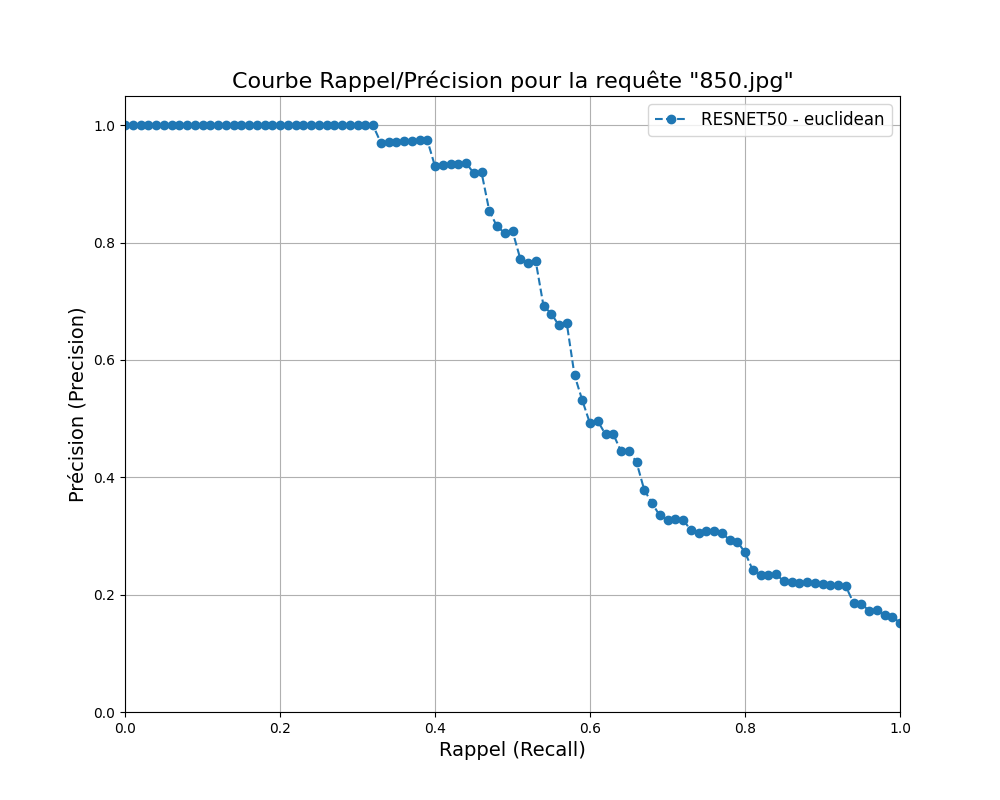 Courbe Rappel/Précision pour la requête "850.jpg"
RESNET50 - euclidean
1.0
0.8
0.6
0.4
0.2
0.0
Précision (Precision)
0.0 0.2 0.4 0.6 0.8 1.0
Rappel (Recall)